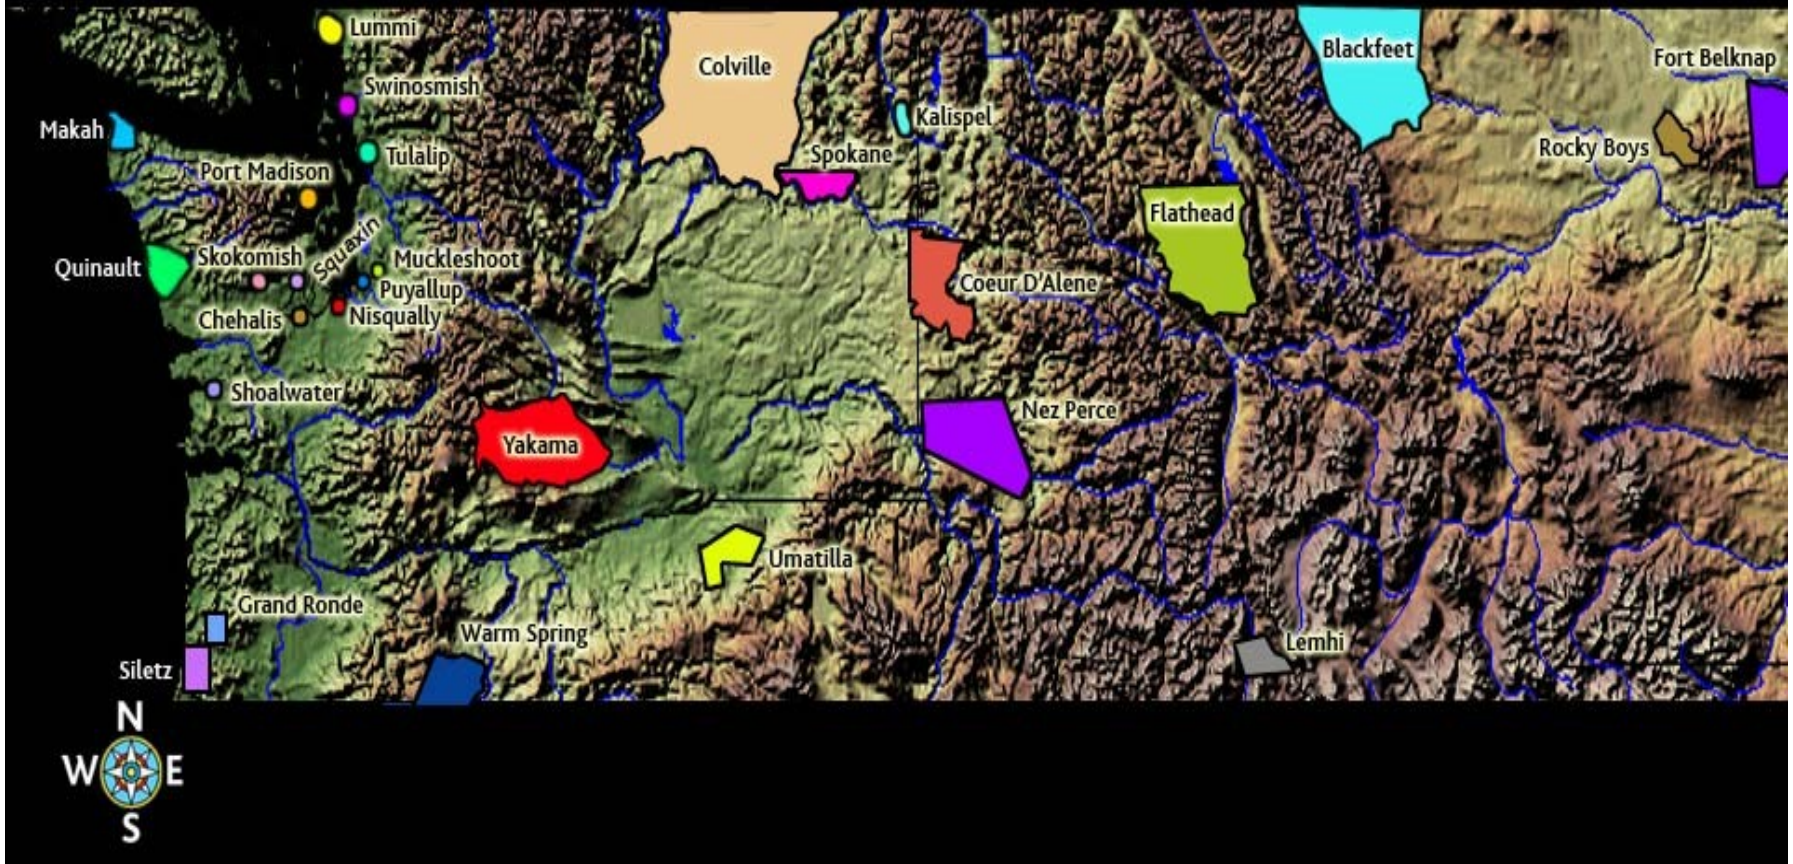 Lummi
Colville
Blackfeet
Fort Belknap
Swinosmish
Makah
Kalispel
Rocky Boys
Tulalip
Spokane
Port Madison
Flathead
Squaxin
Skokomish
Muckleshoot
Quinault
Coeur D'Alene
Puyallup
Nisqually
Chehalis
Shoalwater
Nez Perce
Yakama
Umatilla
Grand Ronde
Warm Spring
Lemhi
Siletz
N
W E
S